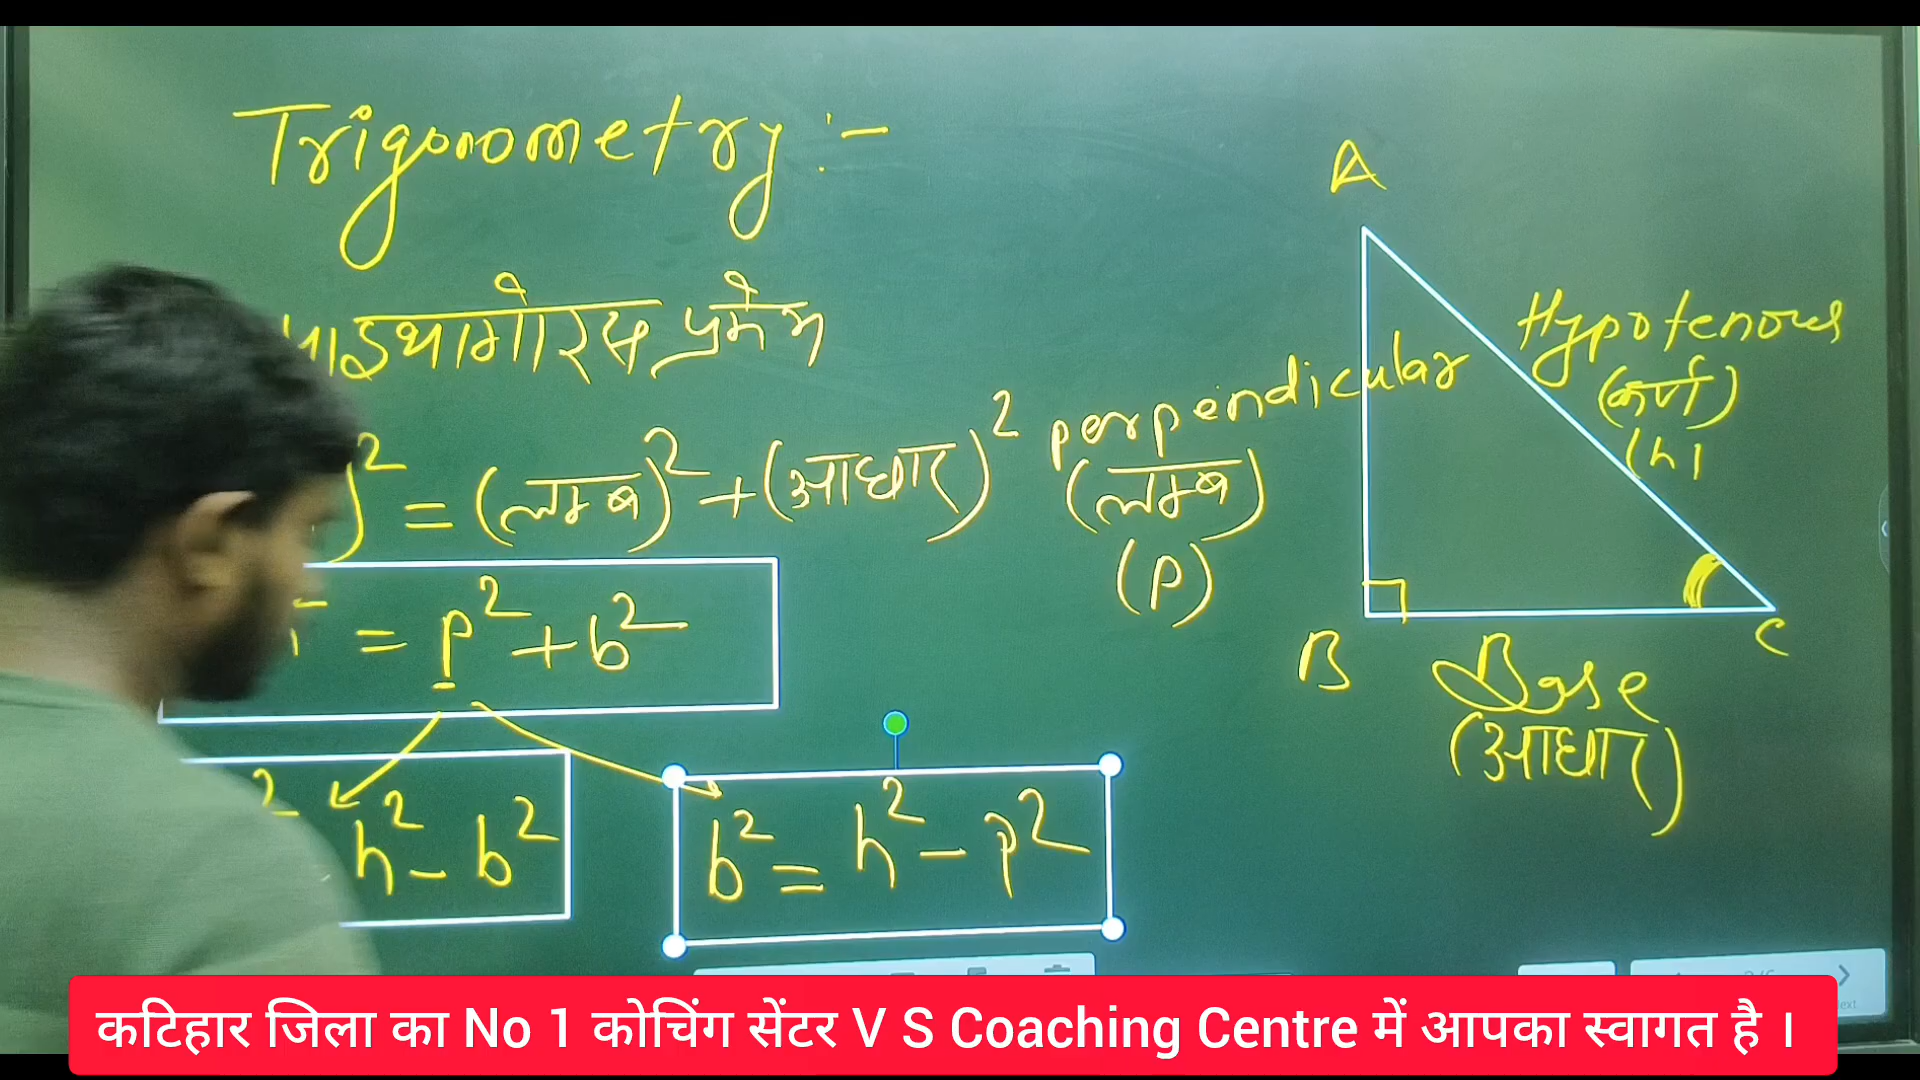 Trigonometry :-
पाइथागोरस प्रमेय
)² = (लम्ब)² + (आधार)²
= p² + b²
² h² - b²
b² = h² - p²
A
Hypotenous
(कर्ण)
(h)
perpendicular
(लम्ब)
(P)
B
C
Base
(आधार)
कटिहार जिला का No 1 कोचिंग सेंटर V S Coaching Centre में आपका स्वागत है ।